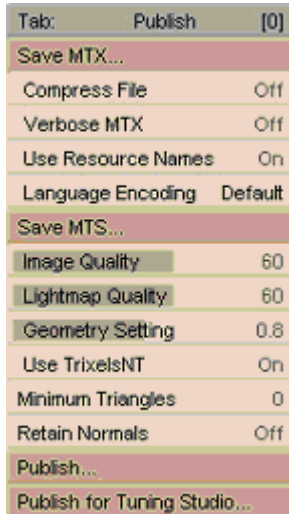 Tab: Publish [0]
Save MTX...
Compress File Off
Verbose MTX Off
Use Resource Names On
Language Encoding Default
Save MTS...
Image Quality 60
Lightmap Quality 60
Geometry Setting 0.8
Use TrixelsNT On
Minimum Triangles 0
Retain Normals Off
Publish...
Publish for Tuning Studio...